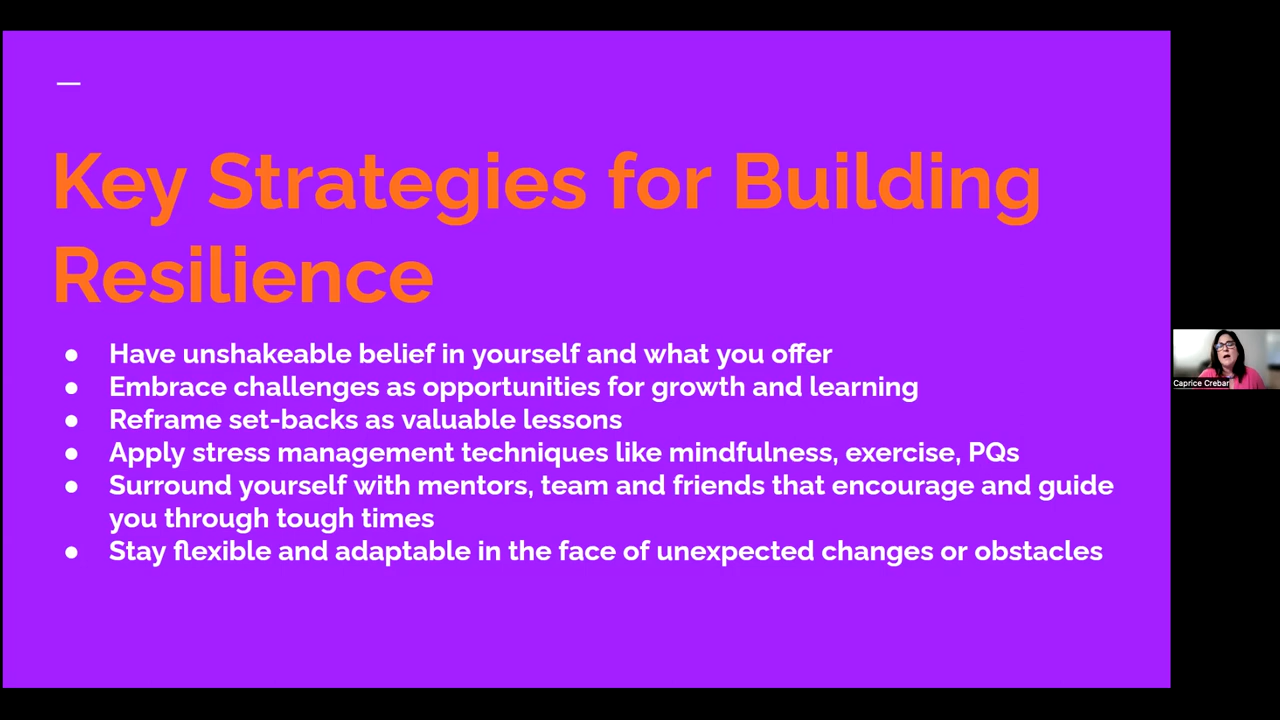 Key Strategies for Building
Resilience
● Have unshakeable belief in yourself and what you offer
● Embrace challenges as opportunities for growth and learning
● Reframe set-backs as valuable lessons
● Apply stress management techniques like mindfulness, exercise, PQs
● Surround yourself with mentors, team and friends that encourage and guide
you through tough times
● Stay flexible and adaptable in the face of unexpected changes or obstacles
Caprice Crebar